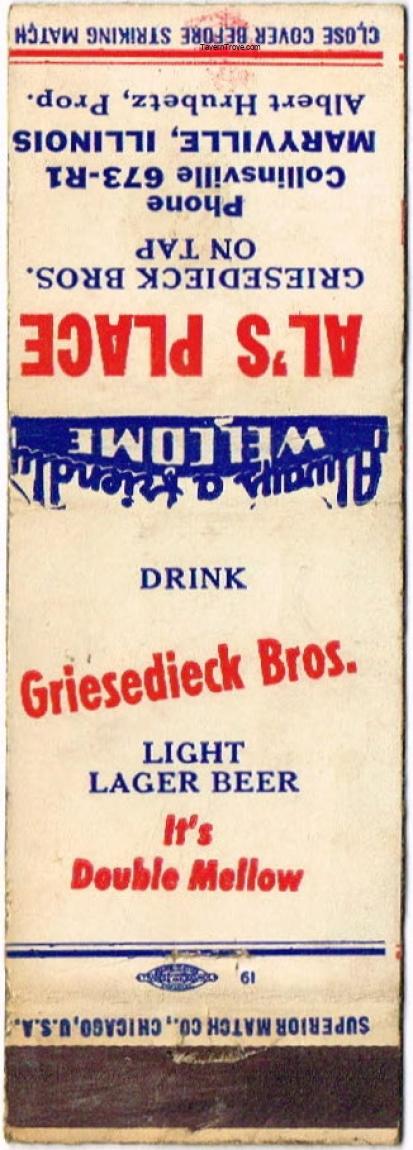 CLOSE COVER BEFORE STRIKING MATCH
TavernTrove.com
Albert Hrubetz, Prop.
MARYVILLE, ILLINOIS
Collinsville 673-R1
Phone
ON TAP
GRIESEDIECK BROS.
AL'S PLACE
WELCOME
Always a friendly
DRINK
Griesedieck Bros.
LIGHT
LAGER BEER
It's
Double Mellow
19
SUPERIOR MATCH CO., CHICAGO, U.S.A.